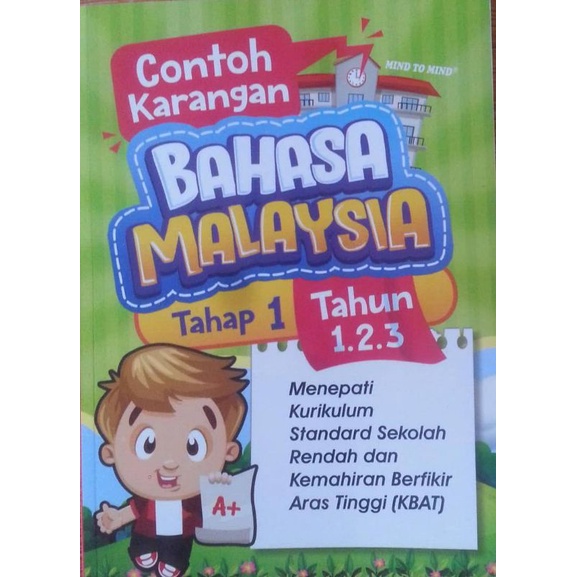 Contoh
Karangan
MIND TO MIND®
BAHASA
MALAYSIA
Tahap 1
Tahun
1.2.3
Menepati
Kurikulum
Standard Sekolah
Rendah dan
Kemahiran Berfikir
Aras Tinggi (KBAT)
A+